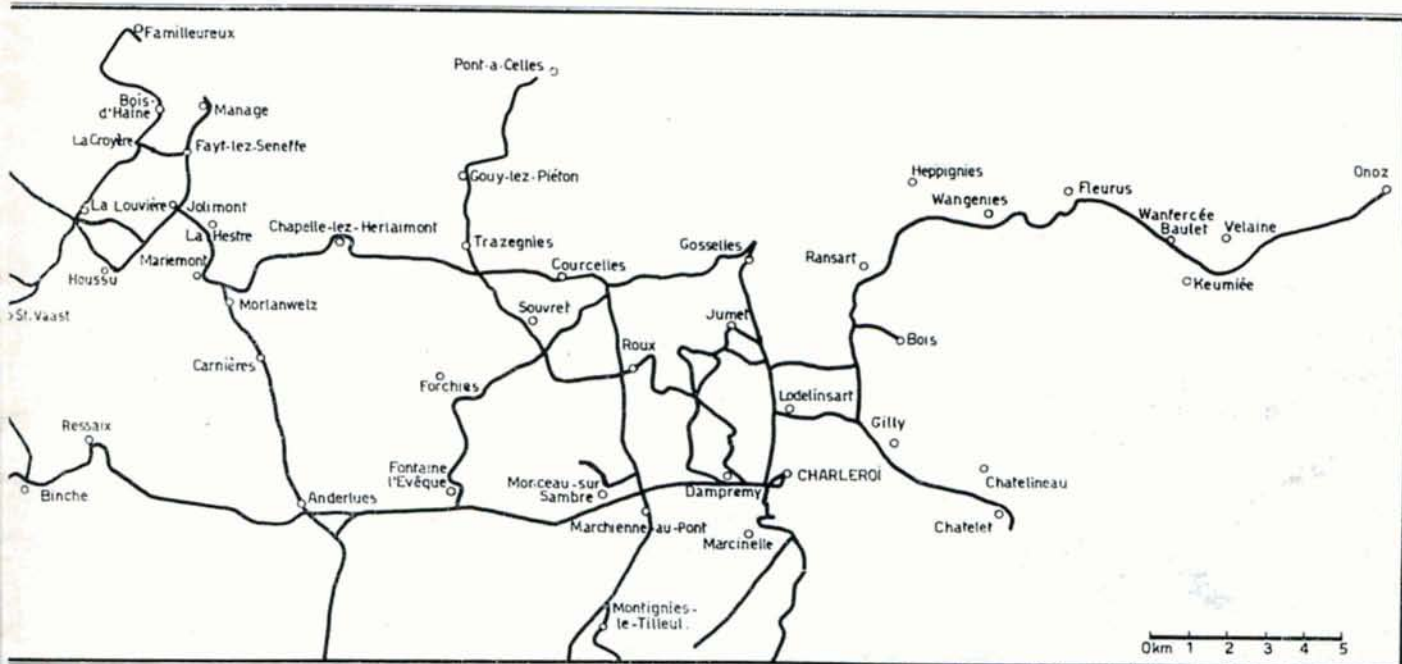 Familleureux
Pont-a-Celles
Bois-
d'Haine
Manage
La Croyère
Fayt-lez-Seneffe
Gouy-lez-Piéton
Heppignies
Onoz
Wangenies
Fleurus
La Louvière
Jolimont
Wanfercée
Baulet
Velaine
La Hestre
Chapelle-lez-Herlaimont
Trazegnies
Gosselies
Ransart
Mariemont
Courcelles
Houssu
Keumiée
Morlanwelz
St. Vaast
Souvret
Jumet
Roux
Bois
Carnières
Forchies
Lodelinsart
Gilly
Ressaix
Fontaine
l'Evêque
Morceau-sur
Sambre
CHARLEROI
Chatelineau
Binche
Anderlues
Dampremy
Marchienne-au-Pont
Marcinelle
Chatelet
Montignies-
le-Tilleul.
0km 1 2 3 4 5